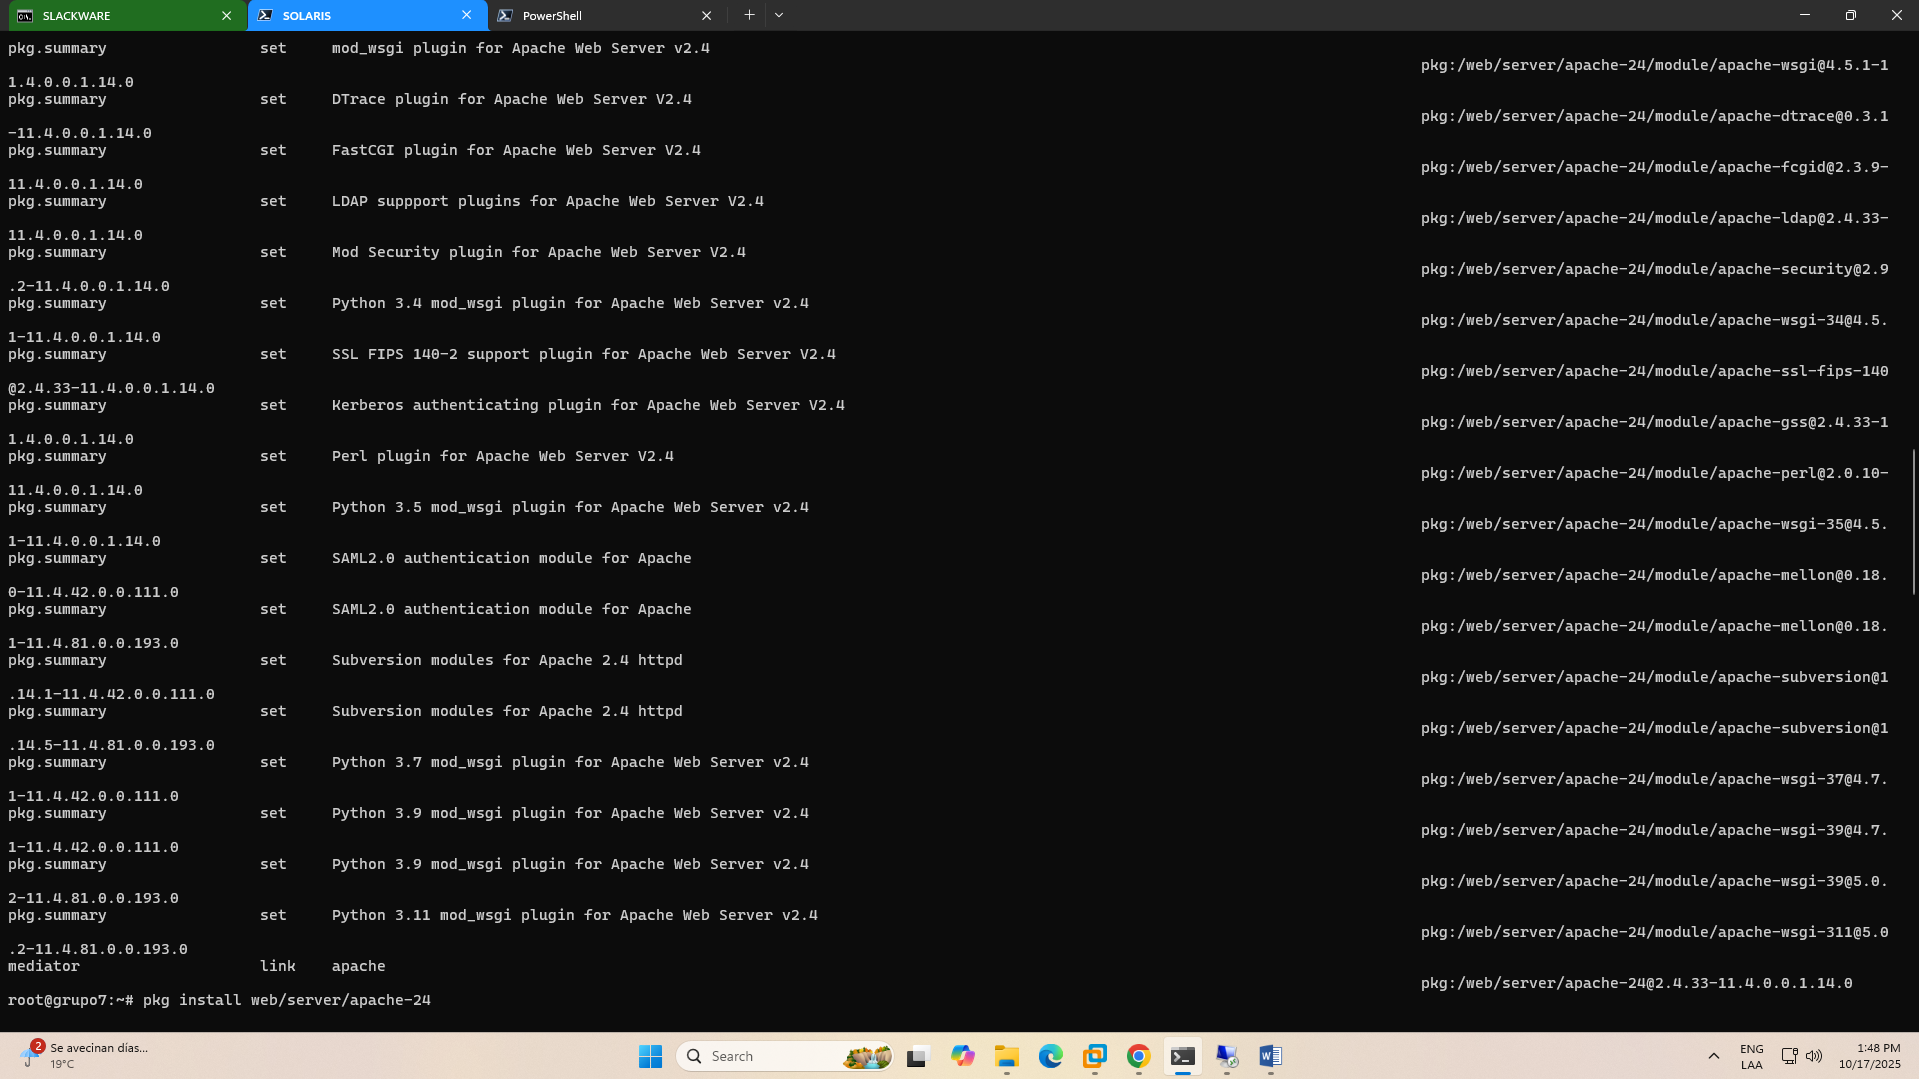 SLACKWARE
SOLARIS
PowerShell
pkg.summary set mod_wsgi plugin for Apache Web Server v2.4
pkg:/web/server/apache-24/module/apache-wsgi@4.5.1-1
1.4.0.0.1.14.0
pkg.summary set DTrace plugin for Apache Web Server V2.4
pkg:/web/server/apache-24/module/apache-dtrace@0.3.1
-11.4.0.0.1.14.0
pkg.summary set FastCGI plugin for Apache Web Server V2.4
pkg:/web/server/apache-24/module/apache-fcgid@2.3.9-
11.4.0.0.1.14.0
pkg.summary set LDAP suppport plugins for Apache Web Server V2.4
pkg:/web/server/apache-24/module/apache-ldap@2.4.33-
11.4.0.0.1.14.0
pkg.summary set Mod Security plugin for Apache Web Server V2.4
pkg:/web/server/apache-24/module/apache-security@2.9
.2-11.4.0.0.1.14.0
pkg.summary set Python 3.4 mod_wsgi plugin for Apache Web Server v2.4
pkg:/web/server/apache-24/module/apache-wsgi-34@4.5.
1-11.4.0.0.1.14.0
pkg.summary set SSL FIPS 140-2 support plugin for Apache Web Server V2.4
pkg:/web/server/apache-24/module/apache-ssl-fips-140
@2.4.33-11.4.0.0.1.14.0
pkg.summary set Kerberos authenticating plugin for Apache Web Server V2.4
pkg:/web/server/apache-24/module/apache-gss@2.4.33-1
1.4.0.0.1.14.0
pkg.summary set Perl plugin for Apache Web Server V2.4
pkg:/web/server/apache-24/module/apache-perl@2.0.10-
11.4.0.0.1.14.0
pkg.summary set Python 3.5 mod_wsgi plugin for Apache Web Server v2.4
pkg:/web/server/apache-24/module/apache-wsgi-35@4.5.
1-11.4.0.0.1.14.0
pkg.summary set SAML2.0 authentication module for Apache
pkg:/web/server/apache-24/module/apache-mellon@0.18.
0-11.4.42.0.0.111.0
pkg.summary set SAML2.0 authentication module for Apache
pkg:/web/server/apache-24/module/apache-mellon@0.18.
1-11.4.81.0.0.193.0
pkg.summary set Subversion modules for Apache 2.4 httpd
pkg:/web/server/apache-24/module/apache-subversion@1
.14.1-11.4.42.0.0.111.0
pkg.summary set Subversion modules for Apache 2.4 httpd
pkg:/web/server/apache-24/module/apache-subversion@1
.14.5-11.4.81.0.0.193.0
pkg.summary set Python 3.7 mod_wsgi plugin for Apache Web Server v2.4
pkg:/web/server/apache-24/module/apache-wsgi-37@4.7.
1-11.4.42.0.0.111.0
pkg.summary set Python 3.9 mod_wsgi plugin for Apache Web Server v2.4
pkg:/web/server/apache-24/module/apache-wsgi-39@4.7.
1-11.4.42.0.0.111.0
pkg.summary set Python 3.9 mod_wsgi plugin for Apache Web Server v2.4
pkg:/web/server/apache-24/module/apache-wsgi-39@5.0.
2-11.4.81.0.0.193.0
pkg.summary set Python 3.11 mod_wsgi plugin for Apache Web Server v2.4
pkg:/web/server/apache-24/module/apache-wsgi-311@5.0
.2-11.4.81.0.0.193.0
mediator link apache
pkg:/web/server/apache-24@2.4.33-11.4.0.0.1.14.0
root@grupo7:~# pkg install web/server/apache-24
2
Se avecinan días...
19°C
Search
ENG
LAA
1:48 PM
10/17/2025